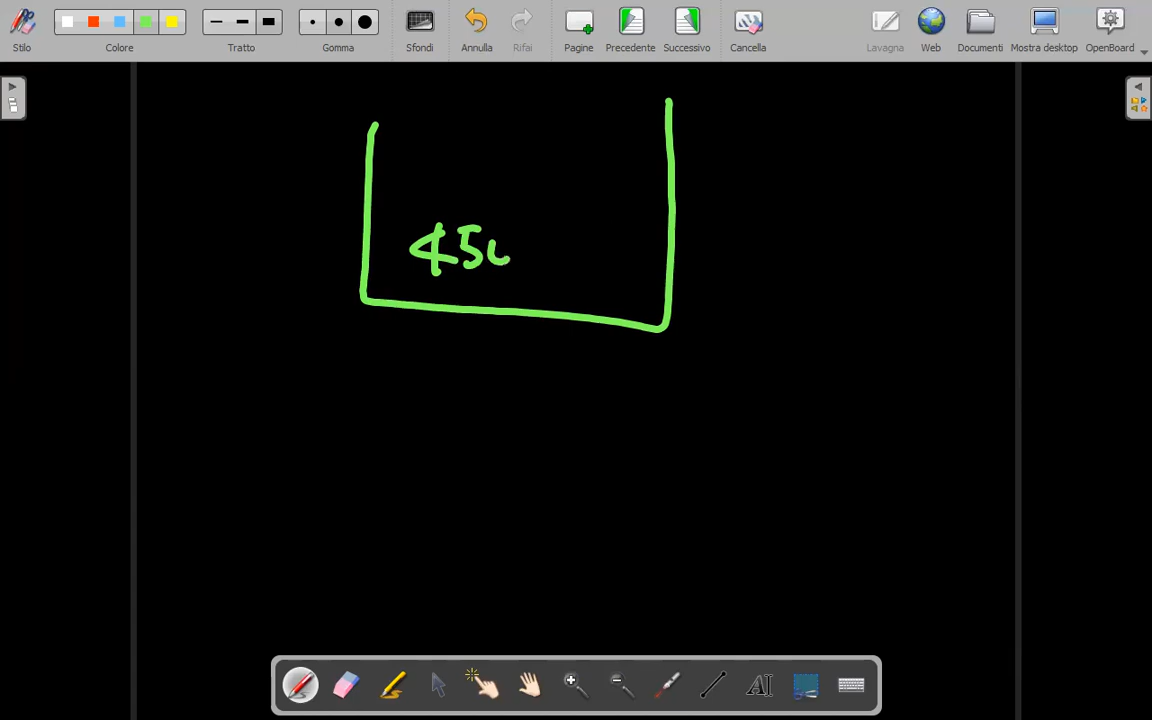 Stilo
Colore
Tratto
Gomma
Sfondi
Annulla
Rifai
Pagine
Precedente
Successivo
Cancella
Lavagna
Web
Documenti
Mostra desktop
OpenBoard
45